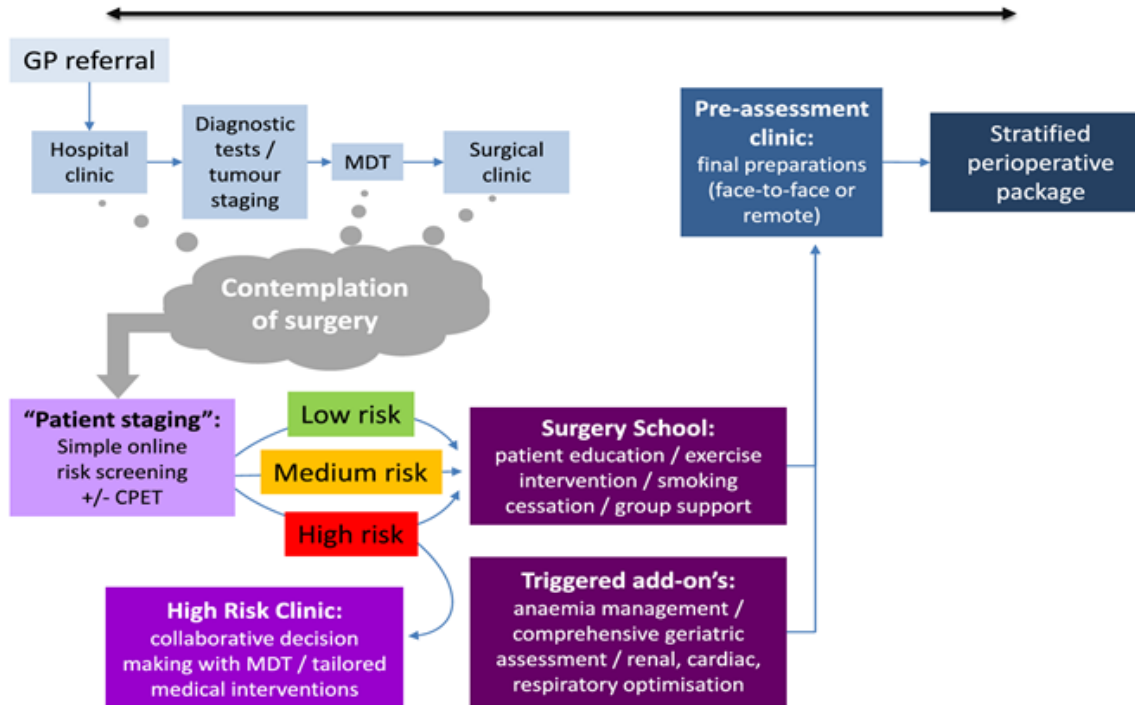 GP referral
Hospital
clinic
Diagnostic
tests /
tumour
staging
MDT
Surgical
clinic
Pre-assessment
clinic:
final preparations
(face-to-face or
remote)
Stratified
perioperative
package
Contemplation
of surgery
“Patient staging”:
Simple online
risk screening
+/- CPET
Low risk
Medium risk
High risk
Surgery School:
patient education / exercise
intervention / smoking
cessation / group support
High Risk Clinic:
collaborative decision
making with MDT / tailored
medical interventions
Triggered add-on’s:
anaemia management /
comprehensive geriatric
assessment / renal, cardiac,
respiratory optimisation